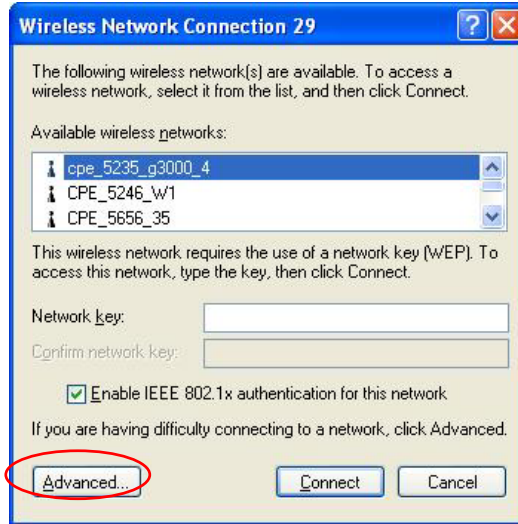 Wireless Network Connection 29
The following wireless network(s) are available. To access a
wireless network, select it from the list, and then click Connect.
Available wireless networks:
cpe_5235_g3000_4
CPE_5246_W1
CPE_5656_35
This wireless network requires the use of a network key (WEP). To
access this network, type the key, then click Connect.
Network key:
Confirm network key:
Enable IEEE 802.1x authentication for this network
If you are having difficulty connecting to a network, click Advanced.
Advanced... Connect Cancel